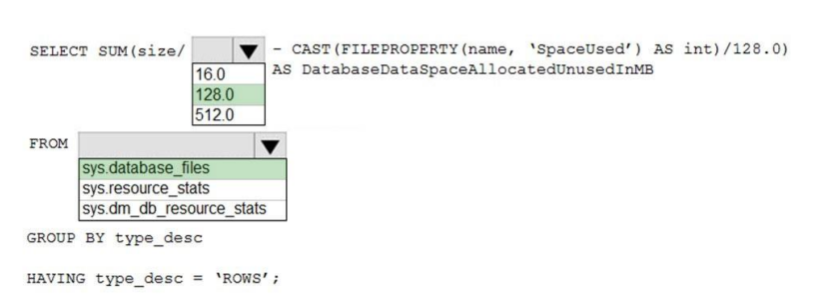 SELECT SUM(size/ - CAST(FILEPROPERTY(name, ‘SpaceUsed’) AS int)/128.0)
16.0 AS DatabaseDataSpaceAllocatedUnusedInMB
128.0
512.0
FROM
sys.database_files
sys.resource_stats
sys.dm_db_resource_stats
GROUP BY type_desc
HAVING type_desc = ‘ROWS’;